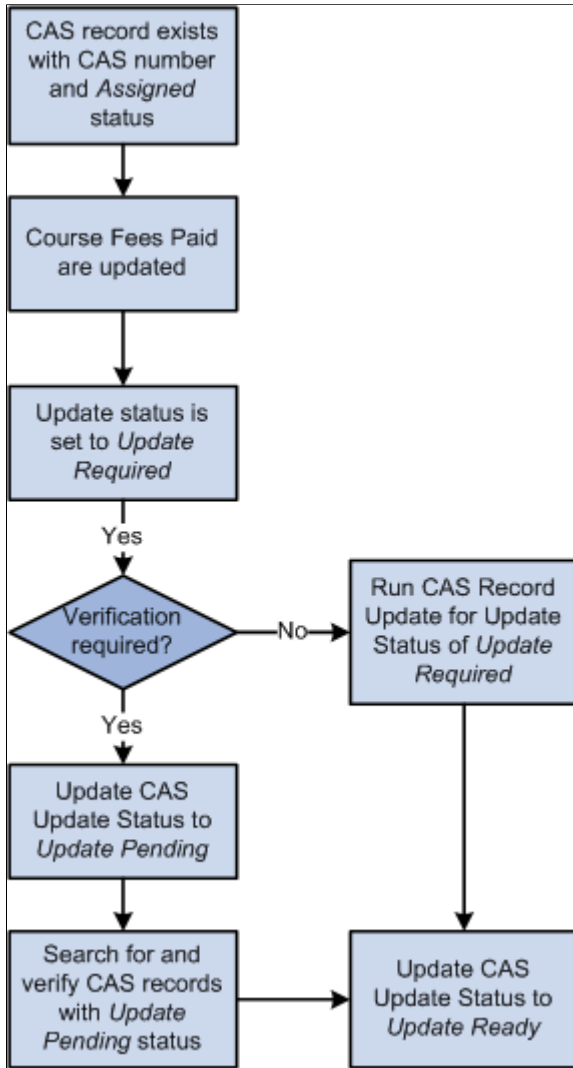 CAS record exists
with CAS number
and Assigned
status
Course Fees Paid
are updated
Update status is
set to Update
Required
Yes
Verification
required?
No
Run CAS Record
Update for Update
Status of Update
Required
Yes
Update CAS
Update Status to
Update Pending
Search for and
verify CAS records
with Update
Pending status
Update CAS
Update Status to
Update Ready